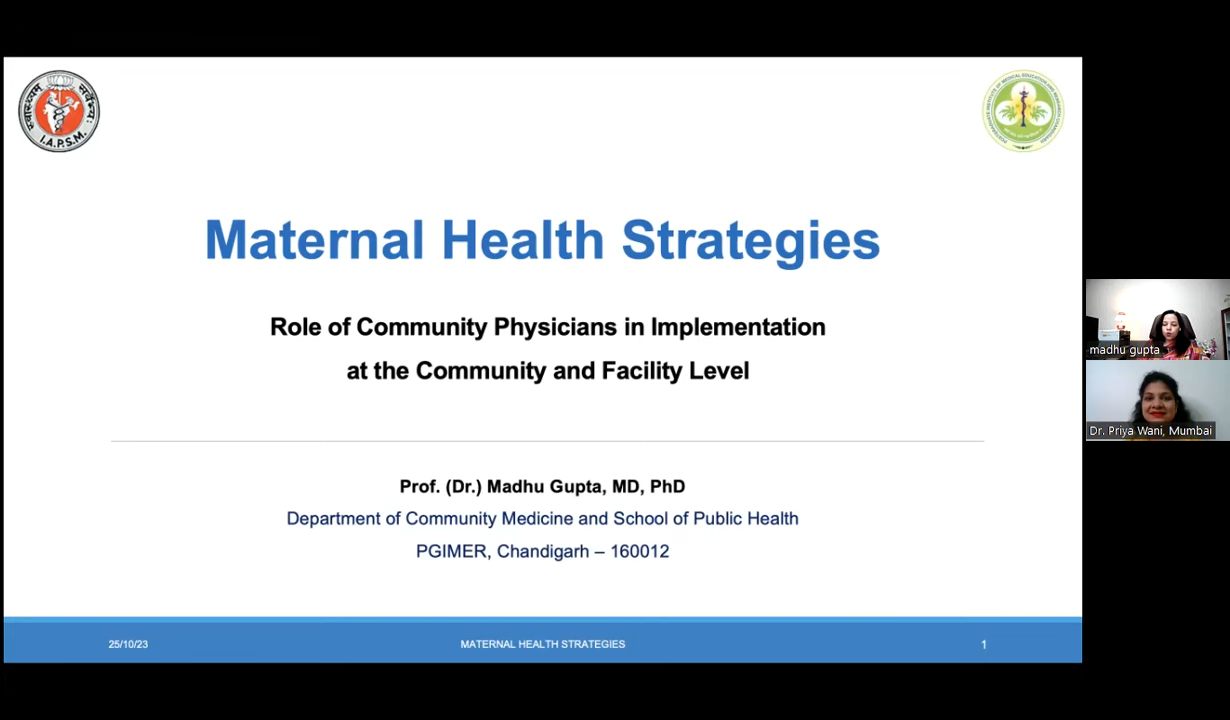 स्वास्थ्यम् सर्वेभ्यः
I.A.P.S.M.
Maternal Health Strategies
Role of Community Physicians in Implementation
at the Community and Facility Level
Prof. (Dr.) Madhu Gupta, MD, PhD
Department of Community Medicine and School of Public Health
PGIMER, Chandigarh – 160012
25/10/23
MATERNAL HEALTH STRATEGIES
1
madhu gupta
Dr. Priya Wani, Mumbai